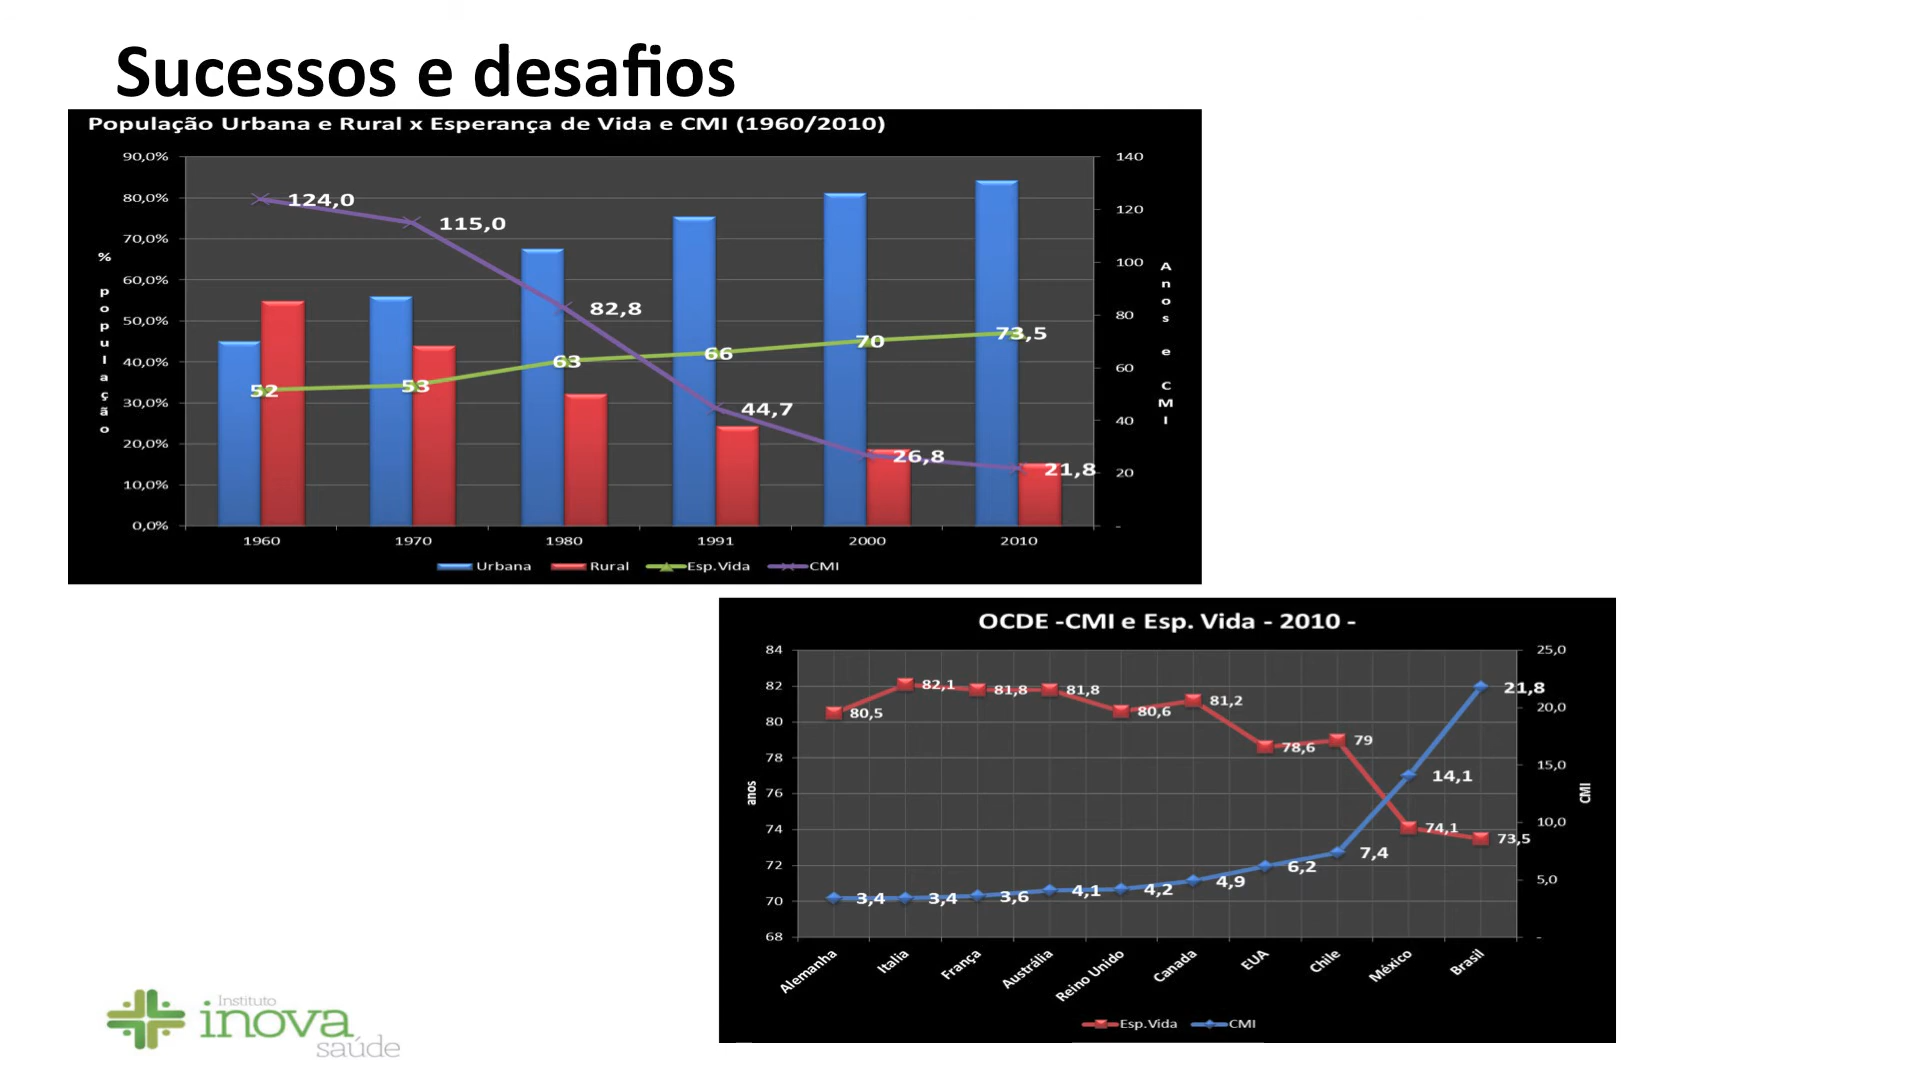 Sucessos e desafios
População Urbana e Rural x Esperança de Vida e CMI (1960/2010)
90,0%
80,0%
70,0%
60,0%
50,0%
40,0%
30,0%
20,0%
10,0%
0,0%
% população
140
120
100
80
60
40
20
-
Anos e CMI
124,0
115,0
82,8
44,7
26,8
21,8
52
53
63
66
70
73,5
1960 1970 1980 1991 2000 2010
Urbana Rural Esp.Vida CMI
OCDE -CMI e Esp. Vida - 2010 -
84
82
80
78
76
74
72
70
68
anos
25,0
20,0
15,0
10,0
5,0
-
CMI
80,5
82,1
81,8
81,8
80,6
81,2
78,6
79
74,1
73,5
3,4
3,4
3,6
4,1
4,2
4,9
6,2
7,4
14,1
21,8
Alemanha
Italia
França
Austrália
Reino Unido
Canada
EUA
Chile
México
Brasil
Esp.Vida CMI
Instituto
inova
saúde